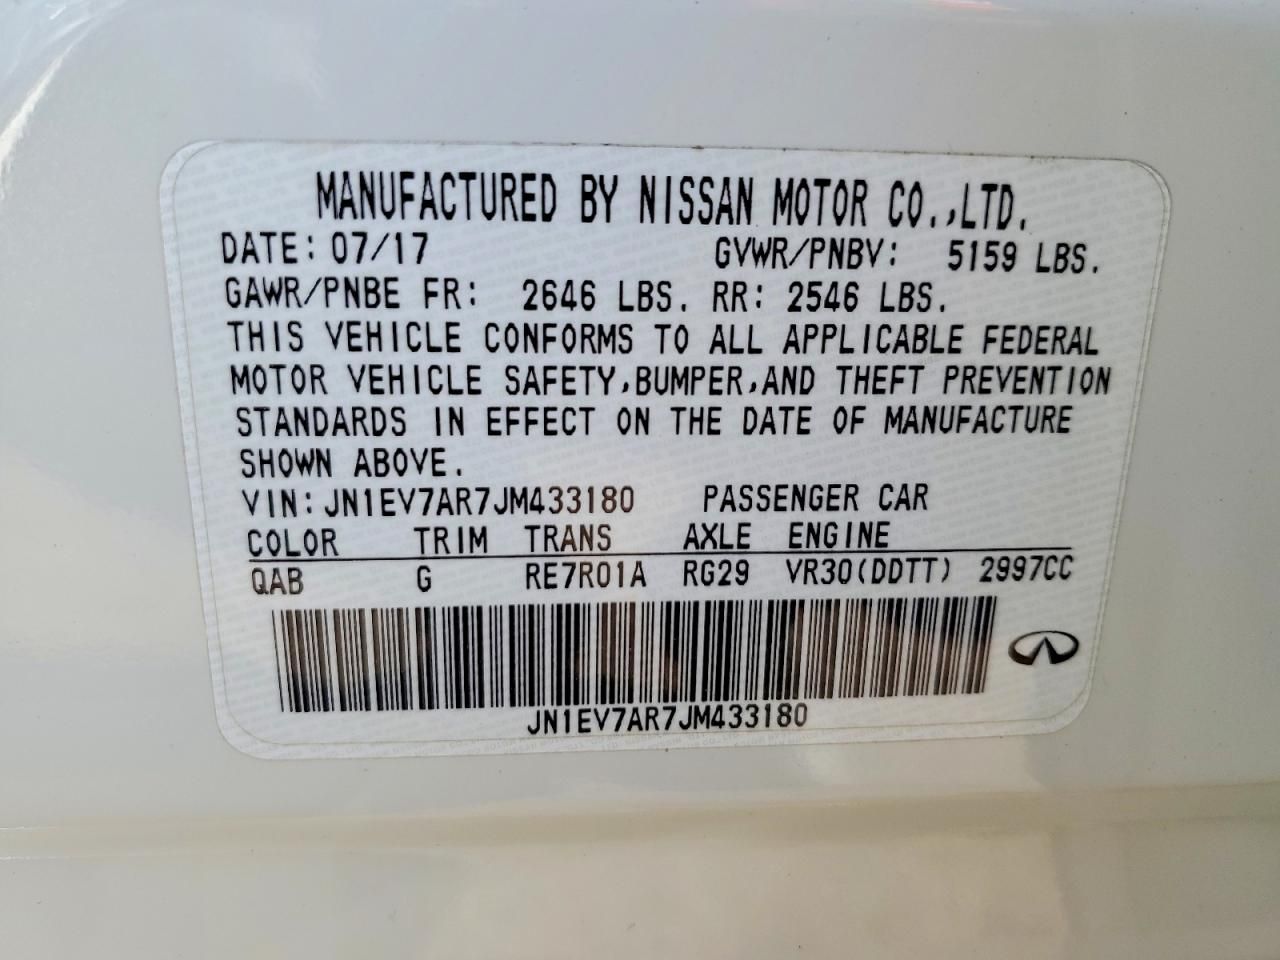 MANUFACTURED BY NISSAN MOTOR CO.,LTD.
DATE: 07/17 GVWR/PNBV: 5159 LBS.
GAWR/PNBE FR: 2646 LBS. RR: 2546 LBS.
THIS VEHICLE CONFORMS TO ALL APPLICABLE FEDERAL
MOTOR VEHICLE SAFETY,BUMPER,AND THEFT PREVENTION
STANDARDS IN EFFECT ON THE DATE OF MANUFACTURE
SHOWN ABOVE.
VIN:JN1EV7AR7JM433180 PASSENGER CAR
COLOR TRIM TRANS AXLE ENGINE
QAB G RE7R01A RG29 VR30(DDTT) 2997CC
JN1EV7AR7JM433180